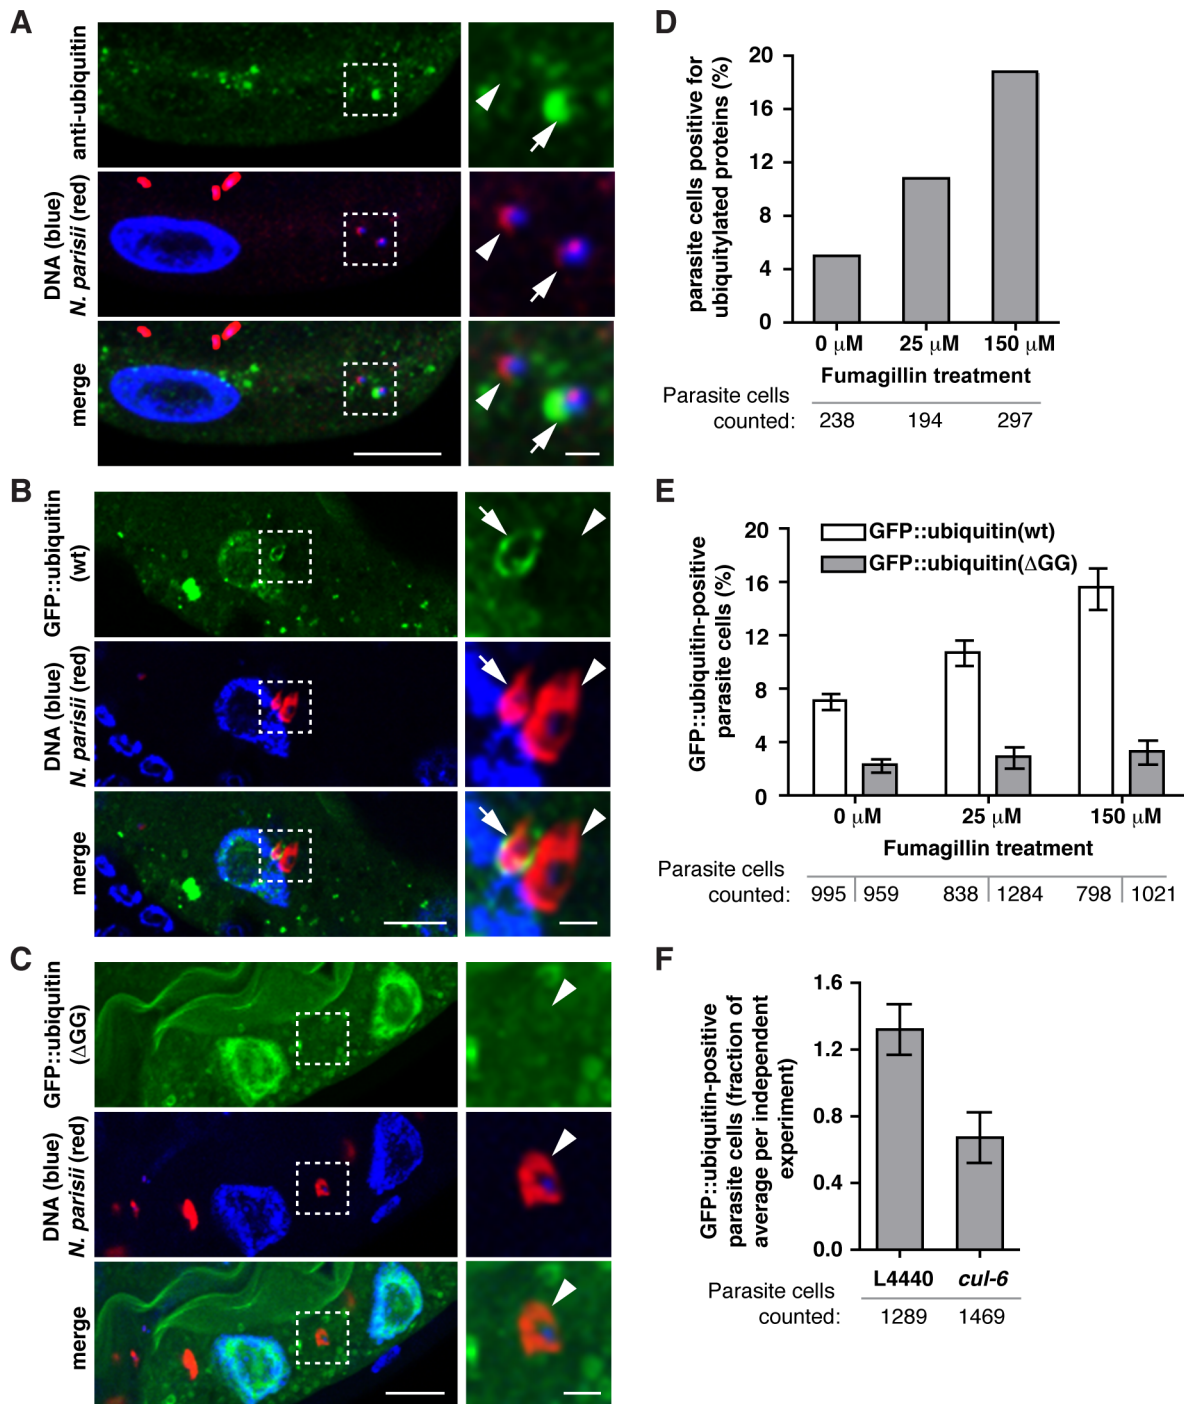 A
anti-ubiquitin
DNA (blue)
N. parisii (red)
merge
B
GFP::ubiquitin
(wt)
DNA (blue)
N. parisii (red)
merge
C
GFP::ubiquitin
(ΔGG)
DNA (blue)
N. parisii (red)
merge
D
parasite cells positive for
ubiquitylated proteins (%)
20
16
12
8
4
0
0 μM 25 μM 150 μM
Fumagillin treatment
Parasite cells
counted: 238 194 297
E
GFP::ubiquitin-positive
parasite cells (%)
20
16
12
8
4
0
GFP::ubiquitin(wt)
GFP::ubiquitin(ΔGG)
0 μM 25 μM 150 μM
Fumagillin treatment
Parasite cells
counted: 995 959 838 1284 798 1021
F
GFP::ubiquitin-positive
parasite cells (fraction of
average per independent
experiment)
1.6
1.2
0.8
0.4
0.0
L4440 cul-6
Parasite cells
counted: 1289 1469